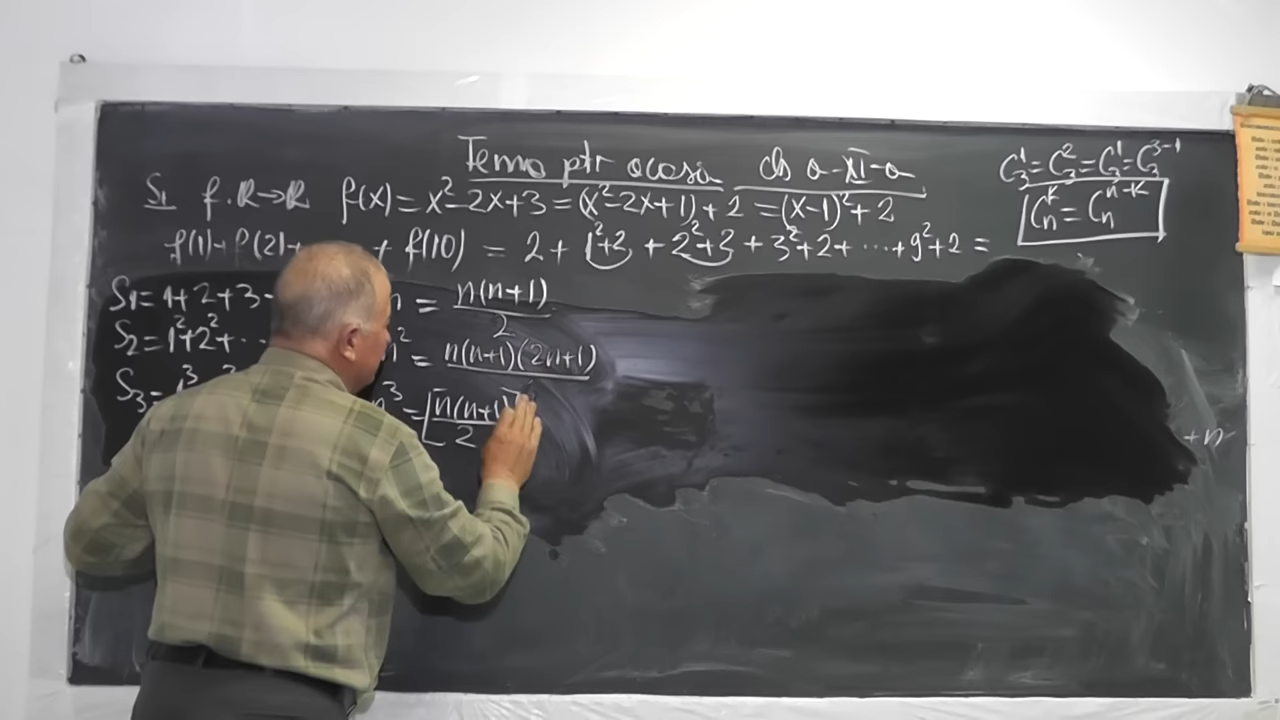 Tema ptr acasă cls a-XI-a
S₁ f: ℝ→ℝ f(x)=x²-2x+3=(x²-2x+1)+2=(x-1)²+2
f(1)+f(2)+ + f(10) = 2+1²+2+2²+2+3²+2+...+9²+2=
S₁=1+2+3 n = n(n+1)/2
S₂=1²+2²+.. n² = n(n+1)(2n+1)
S₃= 1³ n³ = [n(n+1)/2]
+n
C₃¹=C₃²=C₃¹=C₃³⁻¹
Cₙᵏ=Cₙⁿ⁻ᵏ